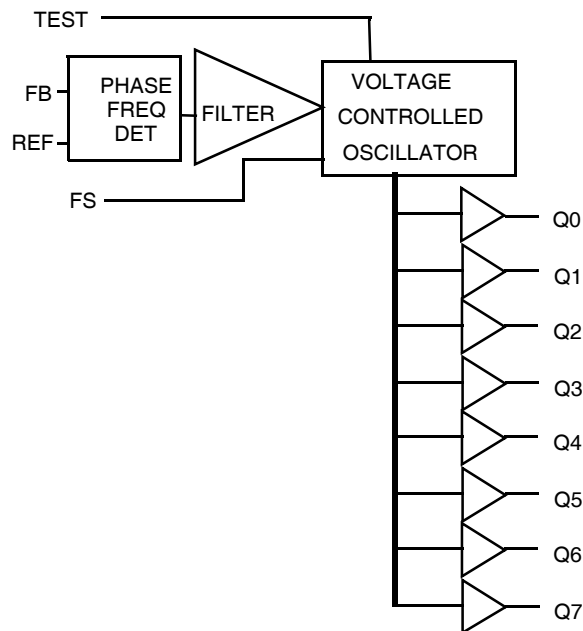 TEST
FB
REF
PHASE
FREQ
DET
FILTER
VOLTAGE
CONTROLLED
OSCILLATOR
FS
Q0
Q1
Q2
Q3
Q4
Q5
Q6
Q7